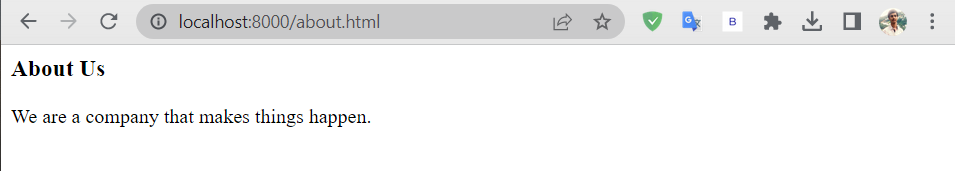 localhost:8000/about.html
B
About Us
We are a company that makes things happen.